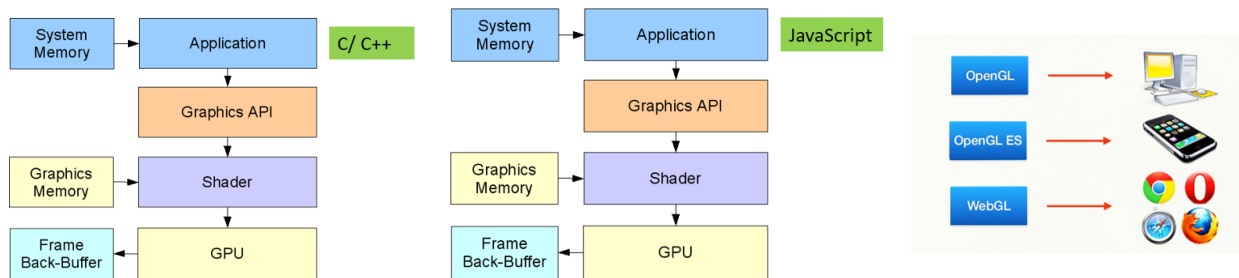 System
Memory
Application
C/ C++
Graphics API
Graphics
Memory
Shader
Frame
Back-Buffer
GPU
System
Memory
Application
JavaScript
Graphics API
Graphics
Memory
Shader
Frame
Back-Buffer
GPU
OpenGL
OpenGL ES
WebGL